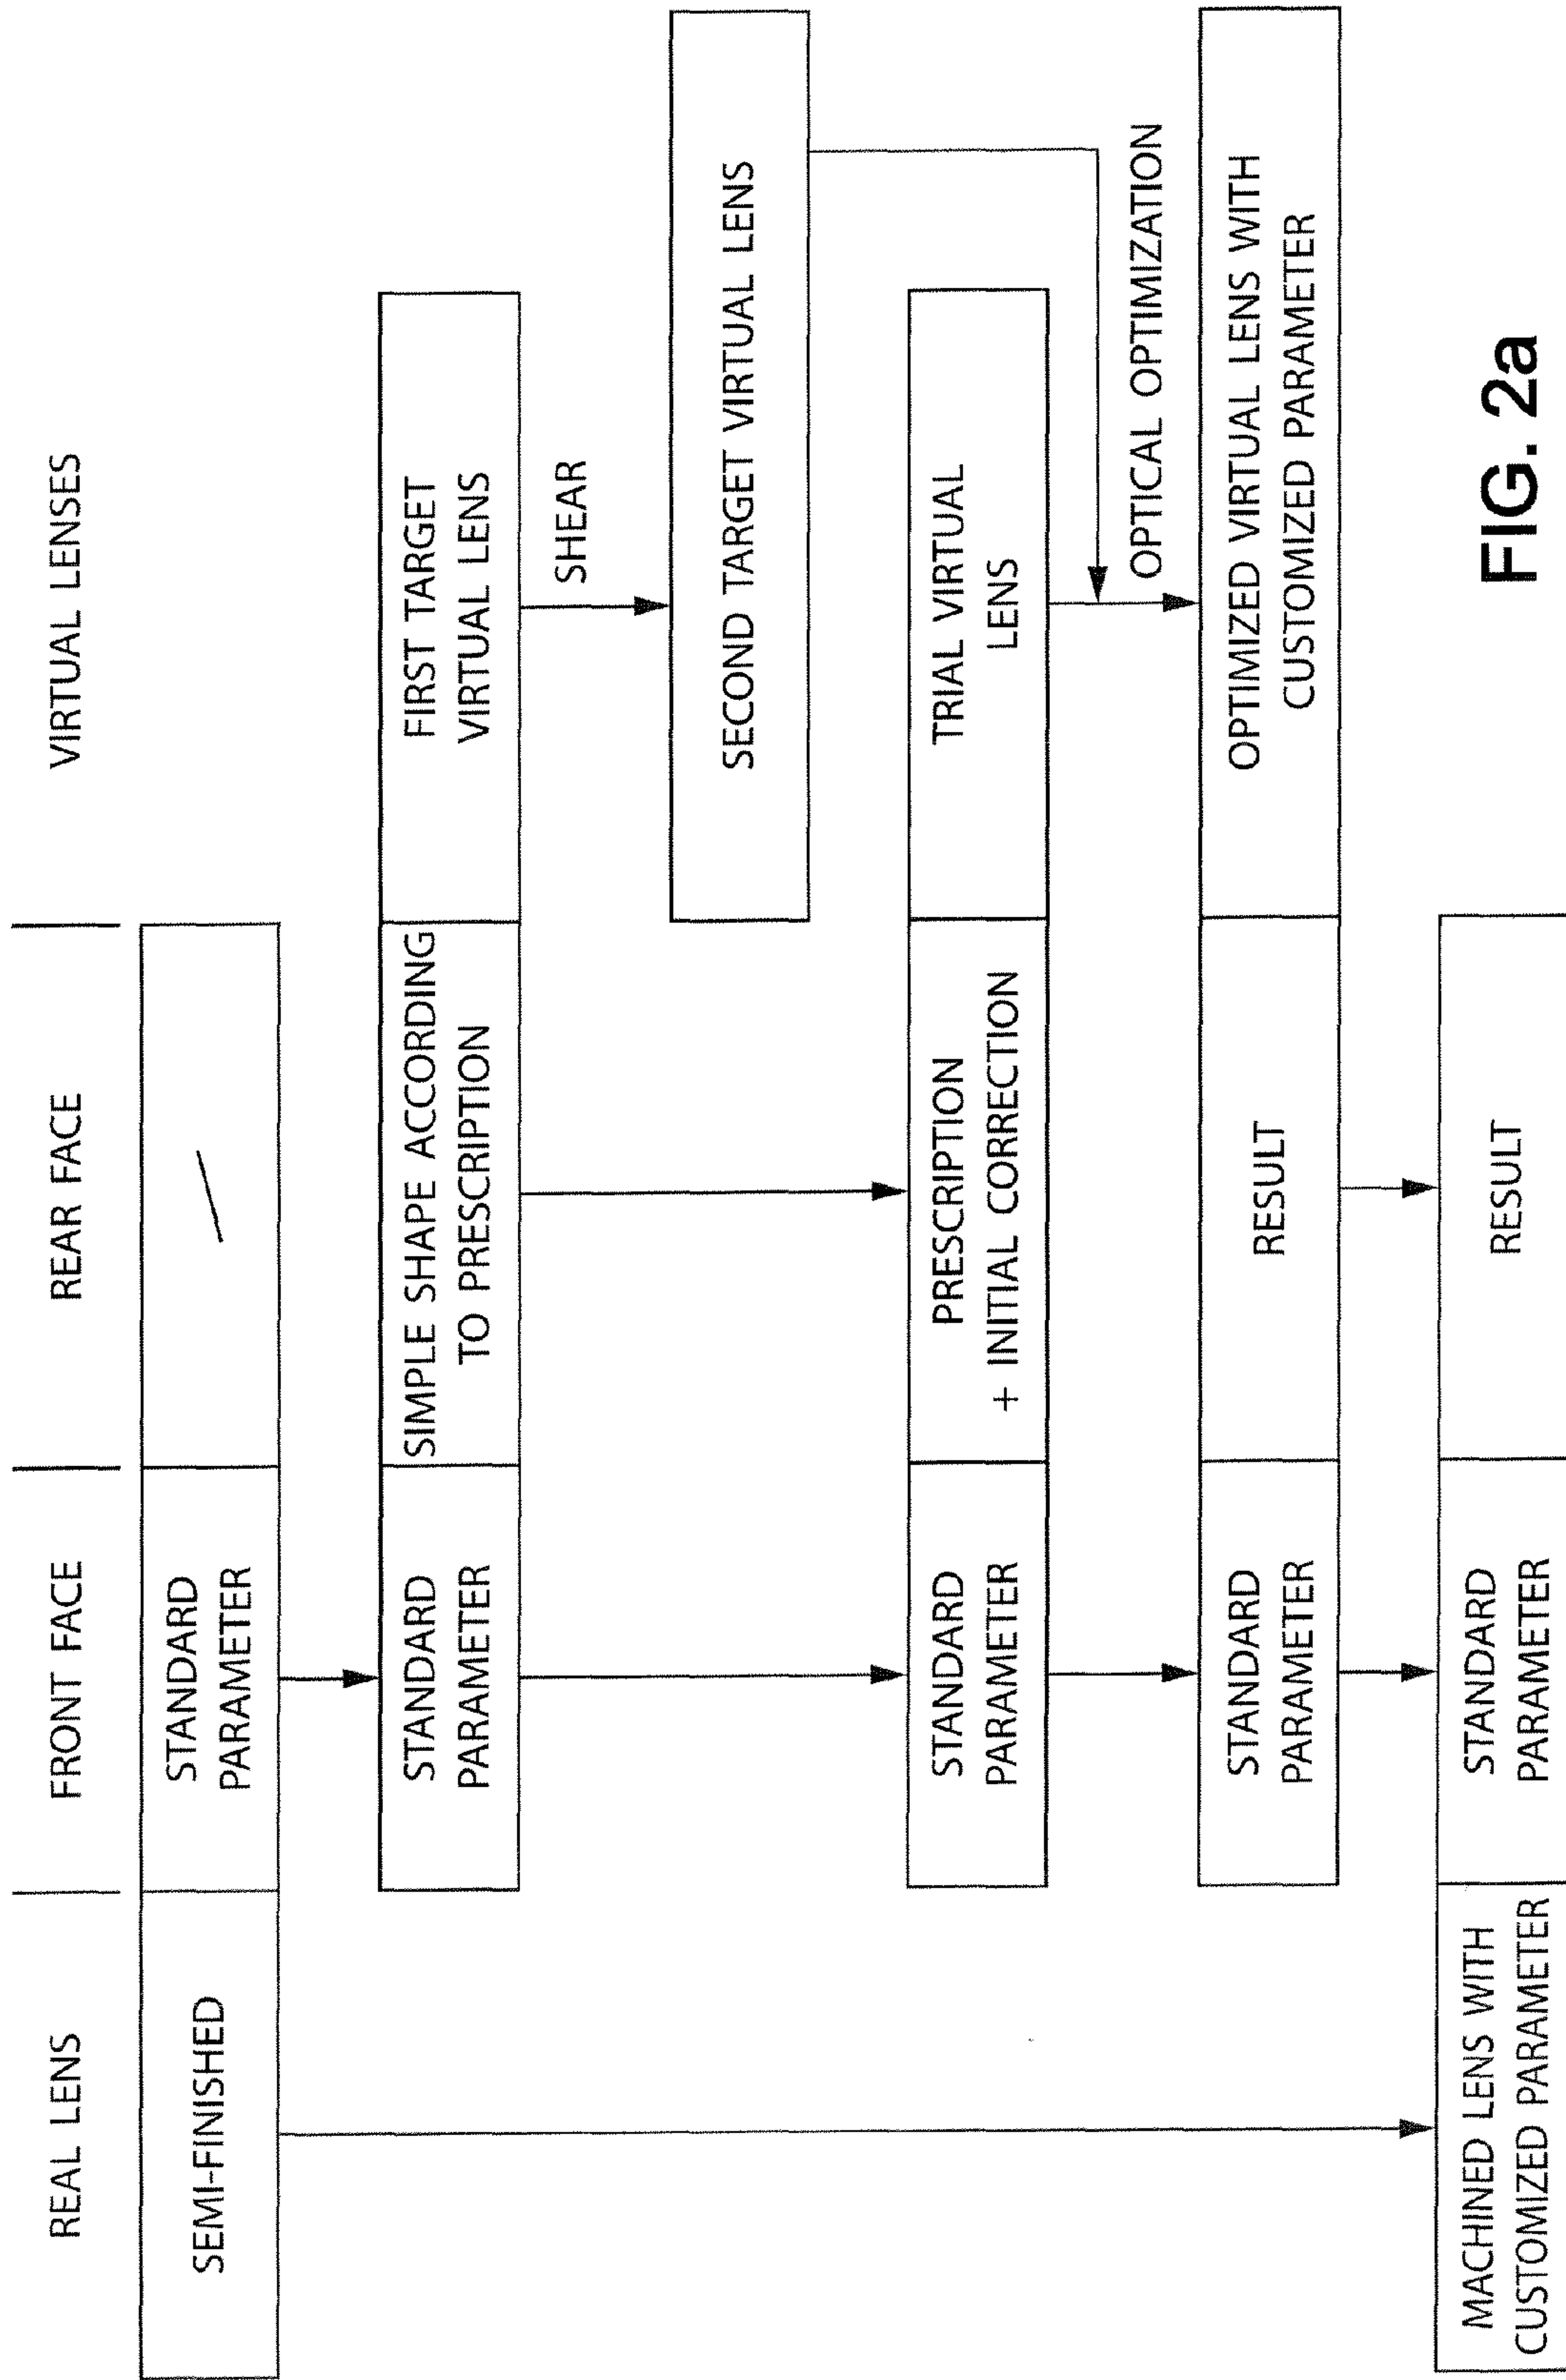 REAL LENS
FRONT FACE
REAR FACE
VIRTUAL LENSES
SEMI-FINISHED
STANDARD
PARAMETER
STANDARD
PARAMETER
SIMPLE SHAPE ACCORDING
TO PRESCRIPTION
FIRST TARGET
VIRTUAL LENS
SHEAR
SECOND TARGET VIRTUAL LENS
STANDARD
PARAMETER
PRESCRIPTION
+ INITIAL CORRECTION
TRIAL VIRTUAL
LENS
OPTICAL OPTIMIZATION
STANDARD
PARAMETER
RESULT
OPTIMIZED VIRTUAL LENS WITH
CUSTOMIZED PARAMETER
MACHINED LENS WITH
CUSTOMIZED PARAMETER
STANDARD
PARAMETER
RESULT
FIG. 2a